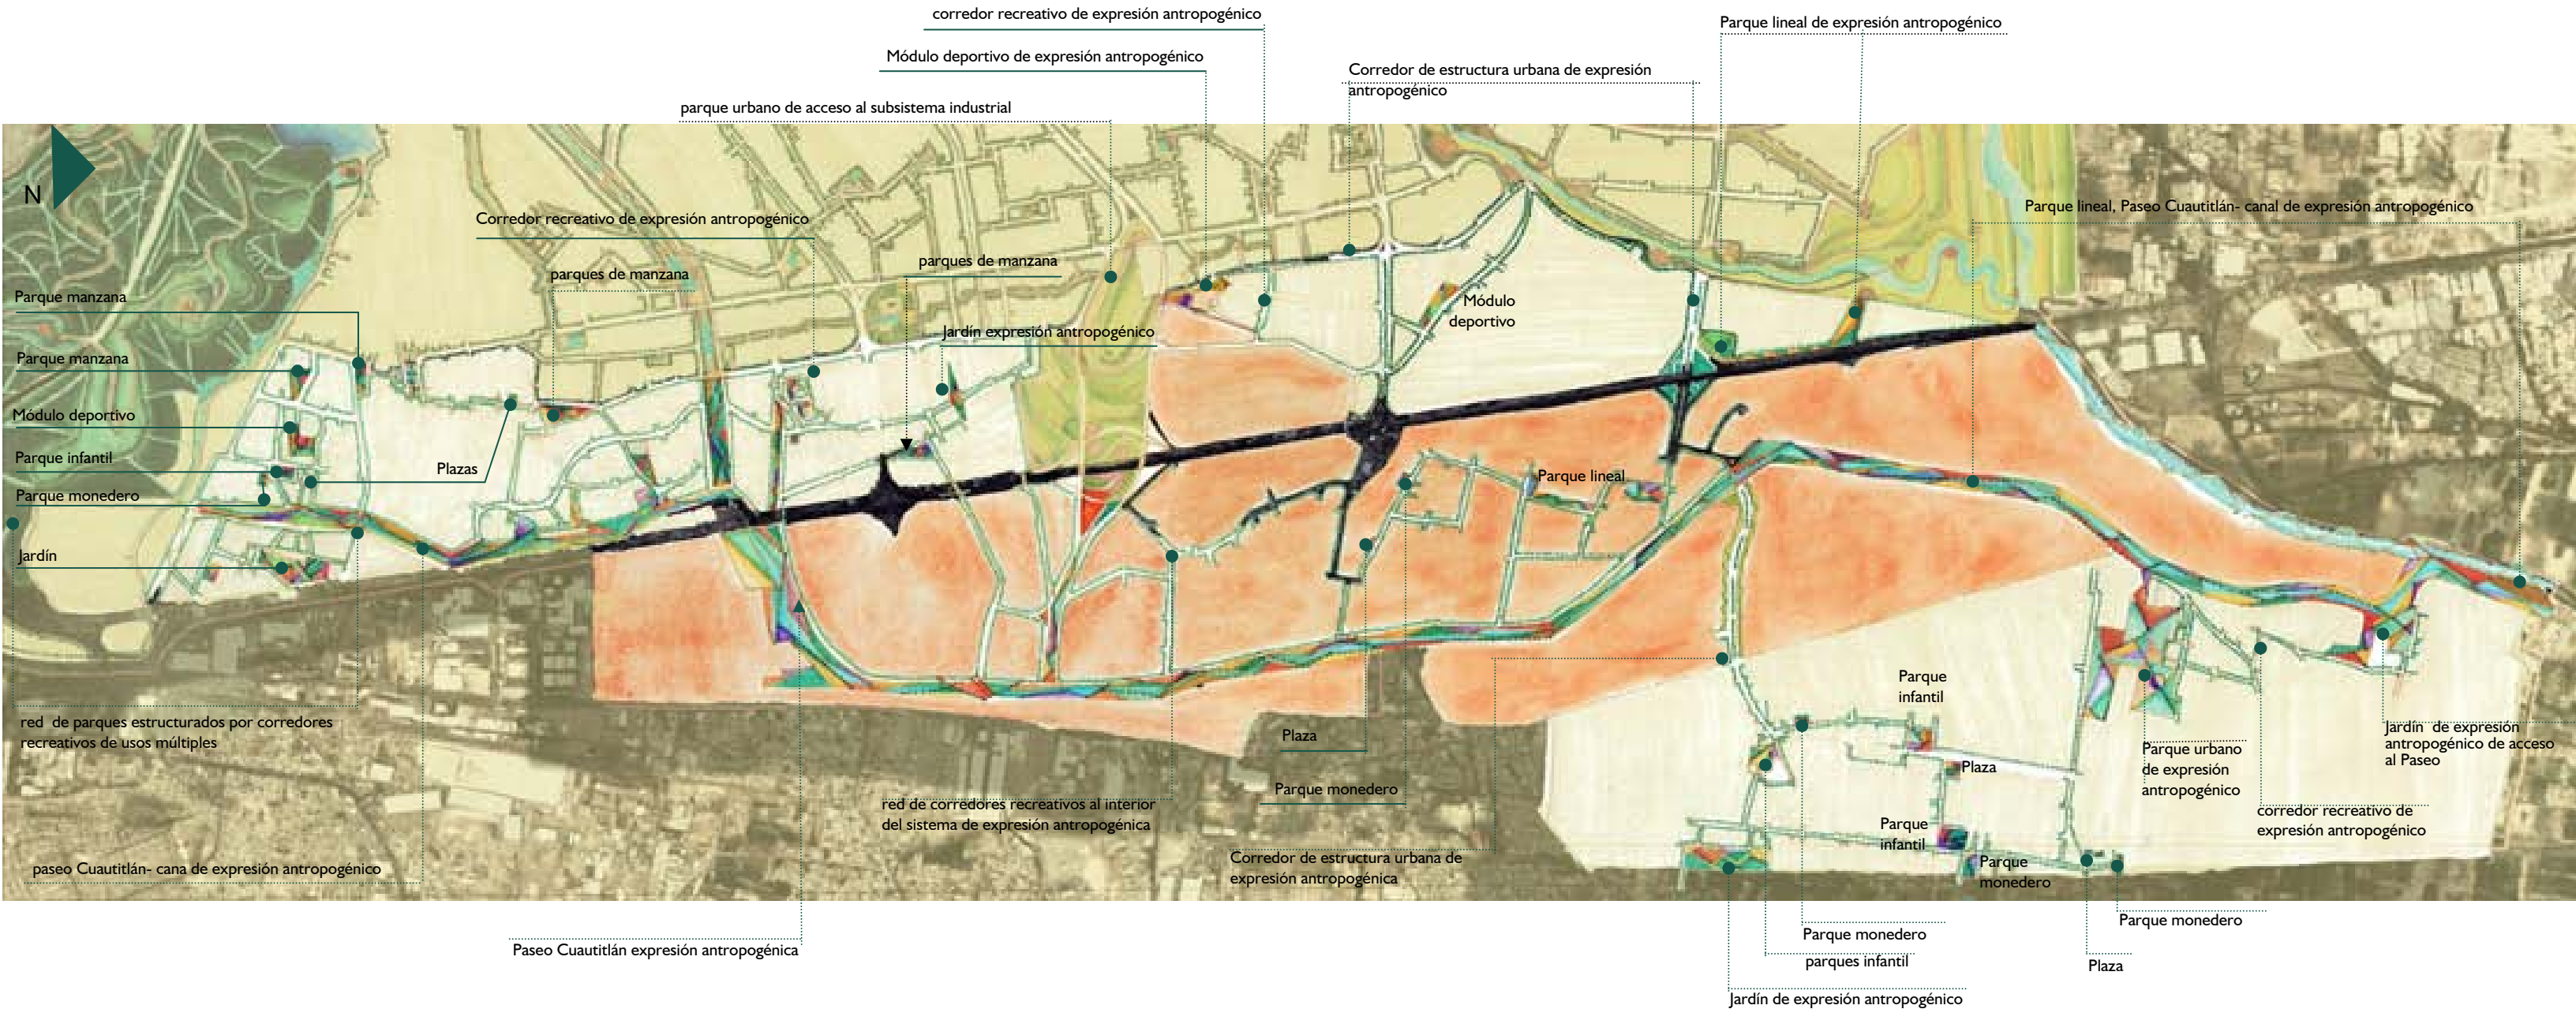 corredor recreativo de expresión antropogénico
Parque lineal de expresión antropogénico
Módulo deportivo de expresión antropogénico
Corredor de estructura urbana de expresión
antropogénico
parque urbano de acceso al subsistema industrial
N
Corredor recreativo de expresión antropogénico
Parque lineal, Paseo Cuautitlán- canal de expresión antropogénico
parques de manzana
parques de manzana
Parque manzana
Módulo
deportivo
Jardín expresión antropogénico
Parque manzana
Módulo deportivo
Parque infantil
Plazas
Parque lineal
Parque monedero
Jardín
Parque
infantil
red de parques estructurados por corredores
recreativos de usos múltiples
Plaza
Jardín de expresión
antropogénico de acceso
al Paseo
Parque urbano
de expresión
antropogénico
Plaza
Parque monedero
red de corredores recreativos al interior
del sistema de expresión antropogénica
corredor recreativo de
expresión antropogénico
Parque
infantil
Corredor de estructura urbana de
expresión antropogénica
Parque
monedero
paseo Cuautitlán- cana de expresión antropogénico
Parque monedero
Parque monedero
Paseo Cuautitlán expresión antropogénica
parques infantil
Plaza
Jardín de expresión antropogénico